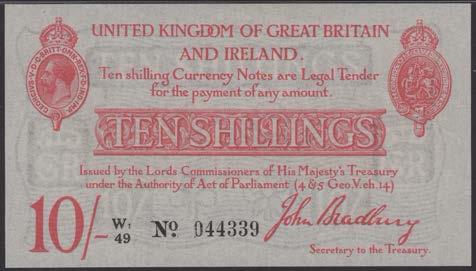 UNITED KINGDOM OF GREAT BRITAIN
AND IRELAND.
Ten shilling Currency Notes are Legal Tender
for the payment of any amount.
TEN SHILLINGS
Issued by the Lords Commissioners of His Majesty's Treasury
under the Authority of Act of Parliament (4 & 5 Geo.V.ch.14)
10/- W1/49 No 044339 John Bradbury
Secretary to the Treasury.